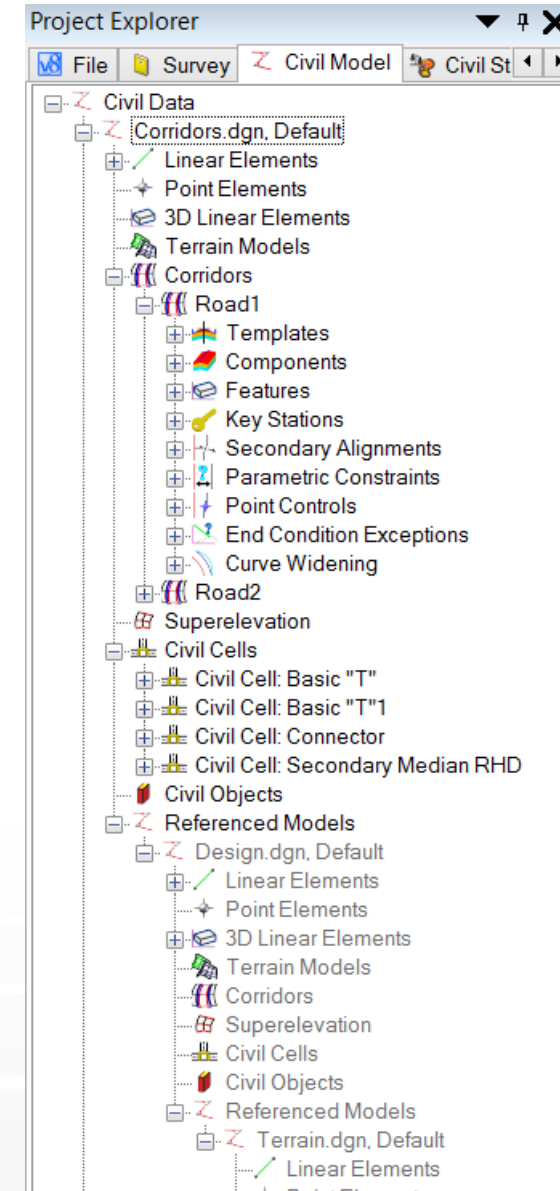 Project Explorer
File Survey Civil Model Civil St
Civil Data
Corridors.dgn, Default
Linear Elements
Point Elements
3D Linear Elements
Terrain Models
Corridors
Road1
Templates
Components
Features
Key Stations
Secondary Alignments
Parametric Constraints
Point Controls
End Condition Exceptions
Curve Widening
Road2
Superelevation
Civil Cells
Civil Cell: Basic "T"
Civil Cell: Basic "T"1
Civil Cell: Connector
Civil Cell: Secondary Median RHD
Civil Objects
Referenced Models
Design.dgn, Default
Linear Elements
Point Elements
3D Linear Elements
Terrain Models
Corridors
Superelevation
Civil Cells
Civil Objects
Referenced Models
Terrain.dgn, Default
Linear Elements